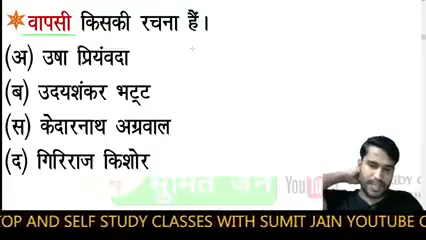 वापसी किसकी रचना हैं।
(अ) उषा प्रियंवदा
(ब) उदयशंकर भट्ट
(स) केदारनाथ अग्रवाल
(द) गिरिराज किशोर
सुमित जैन You
TOP AND SELF STUDY CLASSES WITH SUMIT JAIN YOUTUBE C